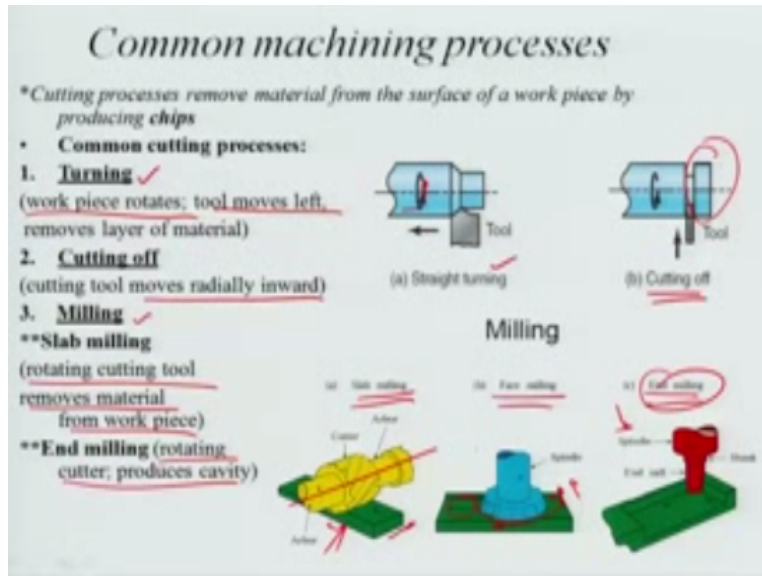 Common machining processes
*Cutting processes remove material from the surface of a work piece by
producing chips
• Common cutting processes:
1. Turning
(work piece rotates; tool moves left,
removes layer of material)
Tool
(a) Straight turning
Tool
(b) Cutting off
2. Cutting off
(cutting tool moves radially inward)
3. Milling
**Slab milling
(rotating cutting tool
removes material
from work piece)
**End milling (rotating
cutter; produces cavity)
Milling
(a) Slab milling
(b) Face milling
(c) End milling
Arbor
Cutter
Arbor
Spindle
Spindle
Shank
End mill